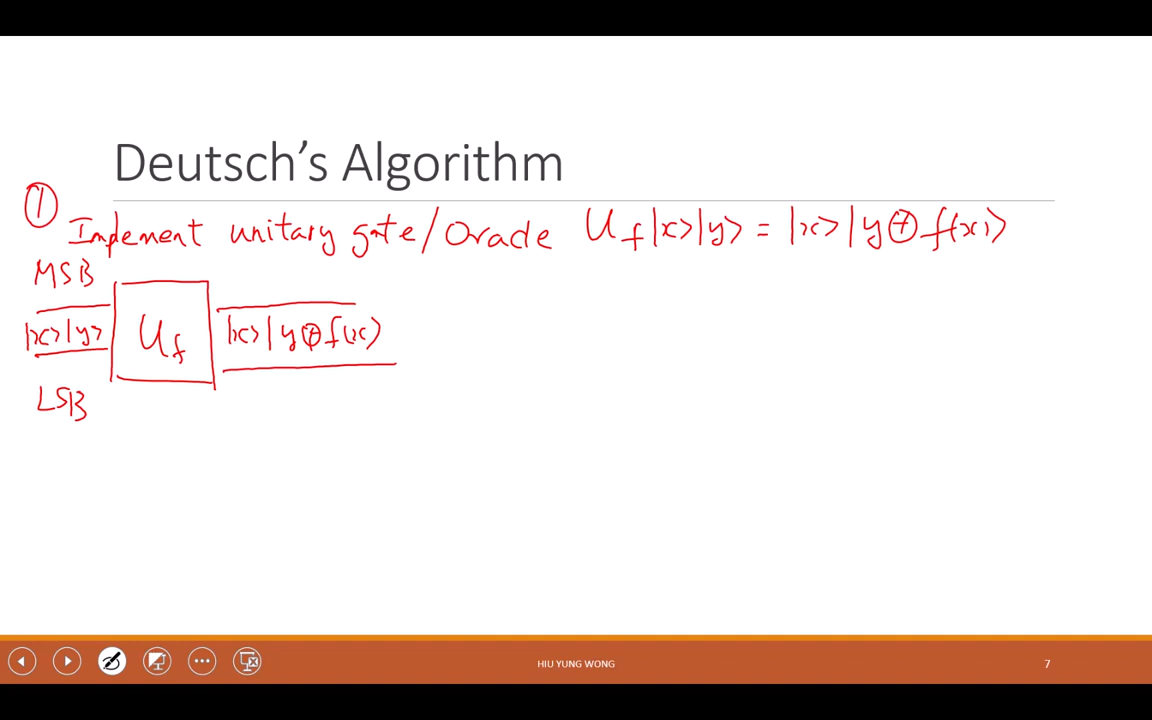 Deutsch's Algorithm
①
Implement unitary gate/Oracle U_f|x>|y> = |x>|y⊕f(x)>
MSB
|x>|y> U_f |x>|y⊕f(x)
LSB
HIU YUNG WONG 7